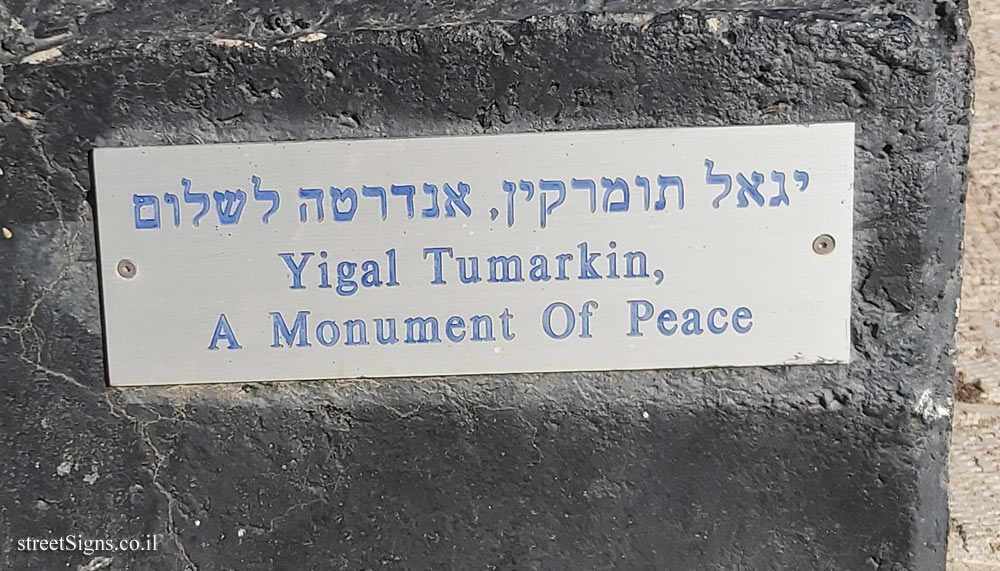 יגאל תומרקין, אנדרטה לשלום
Yigal Tumarkin,
A Monument Of Peace
streetSigns.co.il